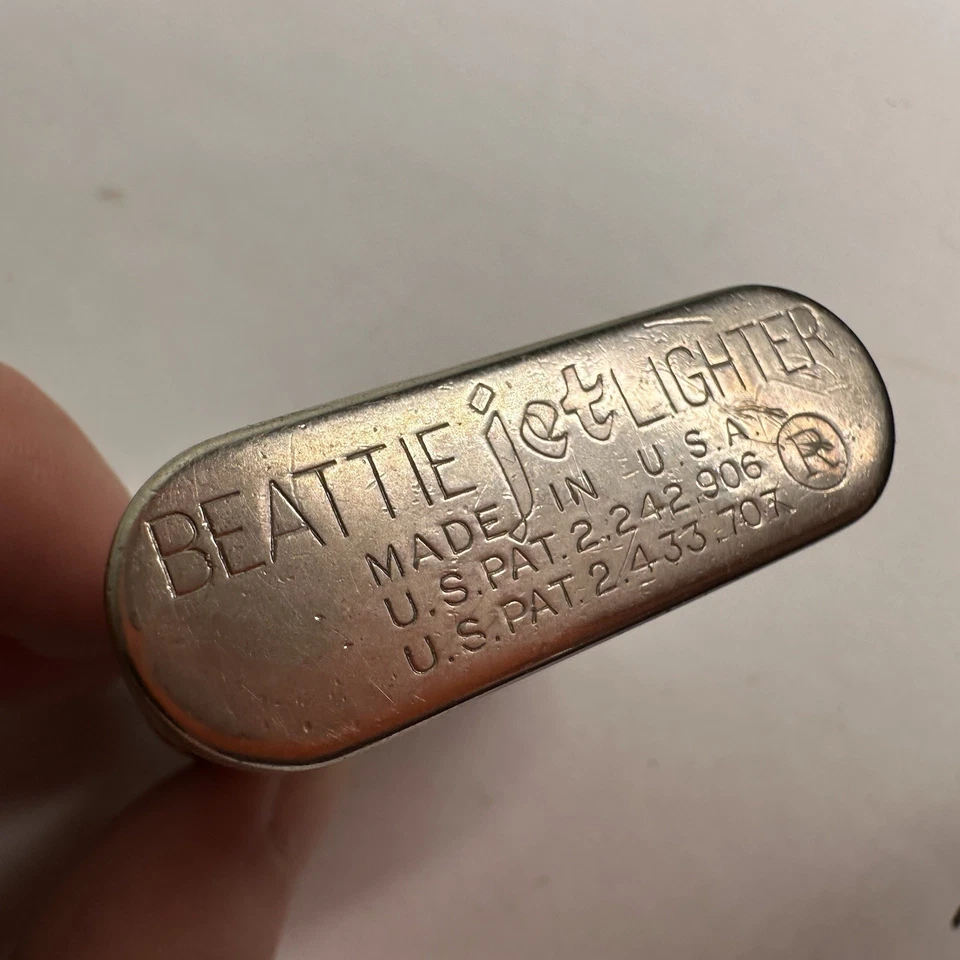 BEATTIE jet LIGHTER
MADE IN U.S.A
U.S.PAT.2.242.906
U.S.PAT.2.433.707
R